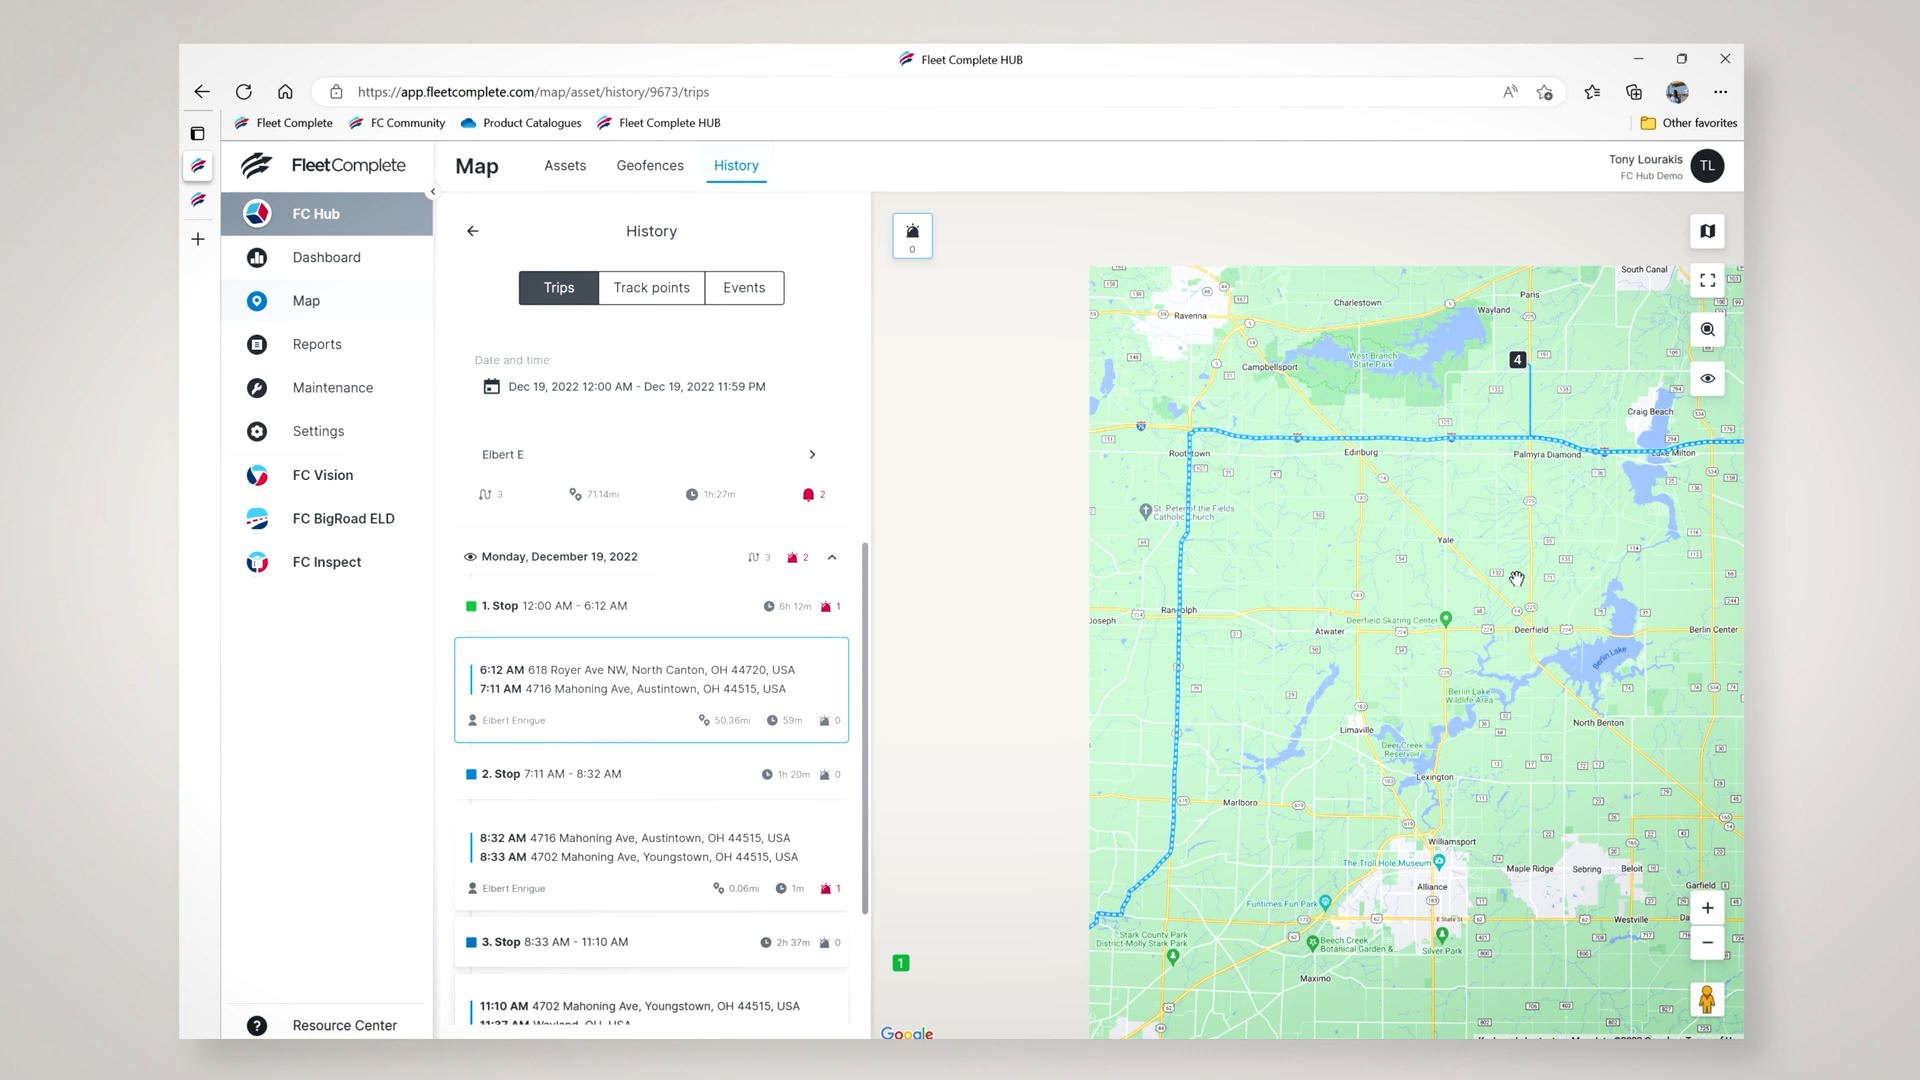 Fleet Complete HUB
https://app.fleetcomplete.com/map/asset/history/9673/trips
Fleet Complete
FC Community
Product Catalogues
Fleet Complete HUB
Other favorites
FleetComplete
Map
Assets
Geofences
History
Tony Lourakis
FC Hub Demo
TL
FC Hub
Dashboard
Map
Reports
Maintenance
Settings
FC Vision
FC BigRoad ELD
FC Inspect
Resource Center
History
Trips
Track points
Events
Date and time
Dec 19, 2022 12:00 AM - Dec 19, 2022 11:59 PM
Elbert E
3
71.14mi
1h:27m
2
Monday, December 19, 2022
3
2
1. Stop 12:00 AM - 6:12 AM
6h 12m
1
6:12 AM 618 Royer Ave NW, North Canton, OH 44720, USA
7:11 AM 4716 Mahoning Ave, Austintown, OH 44515, USA
Elbert Enrigue
50.36mi
59m
0
2. Stop 7:11 AM - 8:32 AM
1h 20m
0
8:32 AM 4716 Mahoning Ave, Austintown, OH 44515, USA
8:33 AM 4702 Mahoning Ave, Youngstown, OH 44515, USA
Elbert Enrigue
0.06mi
1m
1
3. Stop 8:33 AM - 11:10 AM
2h 37m
0
11:10 AM 4702 Mahoning Ave, Youngstown, OH 44515, USA
11:37 AM Wayland, OH, USA
0
South Canal
Paris
Charlestown
Wayland
Ravenna
West Branch
State Park
4
Campbellsport
Craig Beach
Rootstown
Edinburg
Palmyra Diamond
Lake Milton
St. Peter of the Fields
Catholic Church
Yale
Randolph
Joseph
Deerfield Skating Center
Atwater
Deerfield
Berlin Center
Berlin Lake
Berlin Lake
Wildlife Area
North Benton
Limaville
Deer Creek
Reservoir
Lexington
Marlboro
Williamsport
The Troll Hole Museum
Maple Ridge
Sebring
Beloit
Alliance
Garfield
Funtimes Fun Park
E State St
Westville
Stark County Park
District-Molly Stark Park
Beech Creek
Botanical Garden &...
Silver Park
Maximo
1
Google